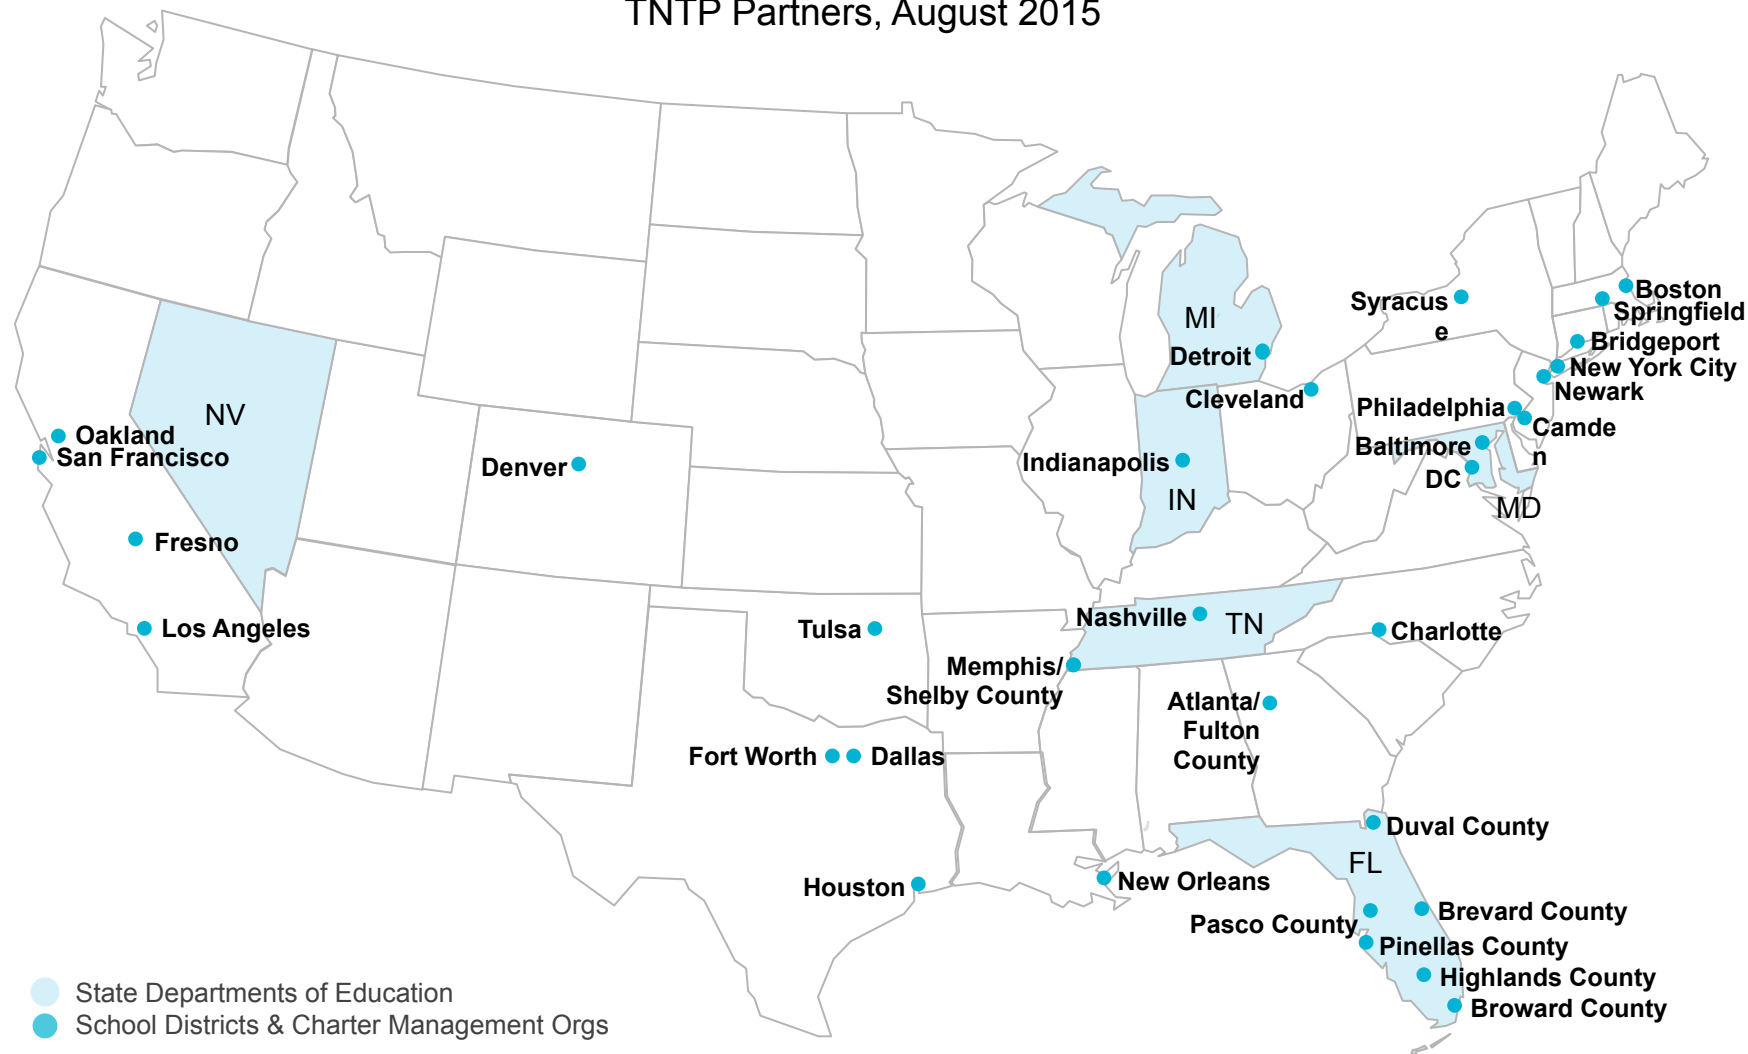 TNTP Partners, August 2015
MI
NV
IN
MD
TN
FL
Syracus
e
Boston
Springfield
Bridgeport
New York City
Newark
Detroit
Cleveland
Philadelphia
Camde
n
Baltimore
DC
Oakland
San Francisco
Denver
Indianapolis
Fresno
Los Angeles
Tulsa
Nashville
Charlotte
Memphis/
Shelby County
Atlanta/
Fulton
County
Fort Worth
Dallas
Duval County
Houston
New Orleans
Pasco County
Brevard County
Pinellas County
Highlands County
Broward County
State Departments of Education
School Districts & Charter Management Orgs